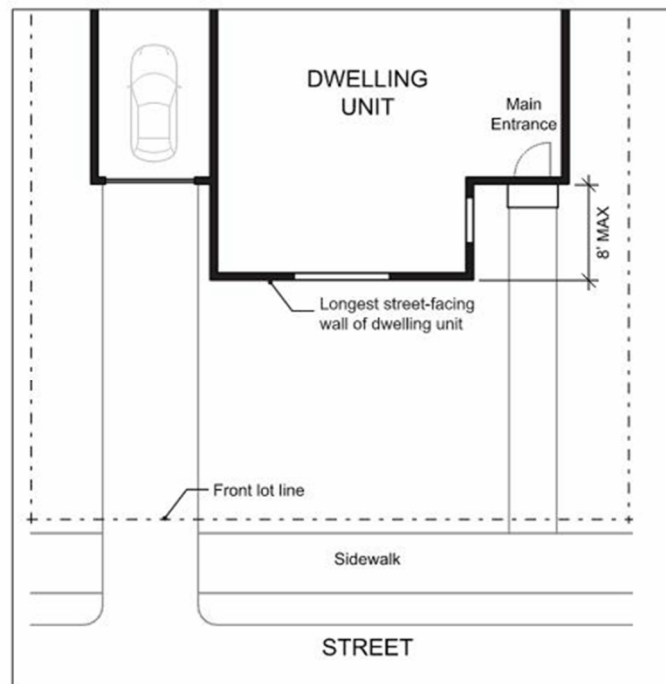 DWELLING
UNIT
Main
Entrance
8' MAX
Longest street-facing
wall of dwelling unit
Front lot line
Sidewalk
STREET